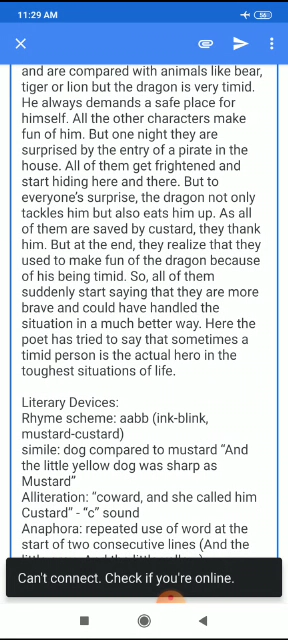 11:29 AM
56
and are compared with animals like bear,
tiger or lion but the dragon is very timid.
He always demands a safe place for
himself. All the other characters make
fun of him. But one night they are
surprised by the entry of a pirate in the
house. All of them get frightened and
start hiding here and there. But to
everyone's surprise, the dragon not only
tackles him but also eats him up. As all
of them are saved by custard, they thank
him. But at the end, they realize that they
used to make fun of the dragon because
of his being timid. So, all of them
suddenly start saying that they are more
brave and could have handled the
situation in a much better way. Here the
poet has tried to say that sometimes a
timid person is the actual hero in the
toughest situations of life.
Literary Devices:
Rhyme scheme: aabb (ink-blink,
mustard-custard)
simile: dog compared to mustard “And
the little yellow dog was sharp as
Mustard”
Alliteration: “coward, and she called him
Custard” - “c” sound
Anaphora: repeated use of word at the
start of two consecutive lines (And the
Can't connect. Check if you're online.